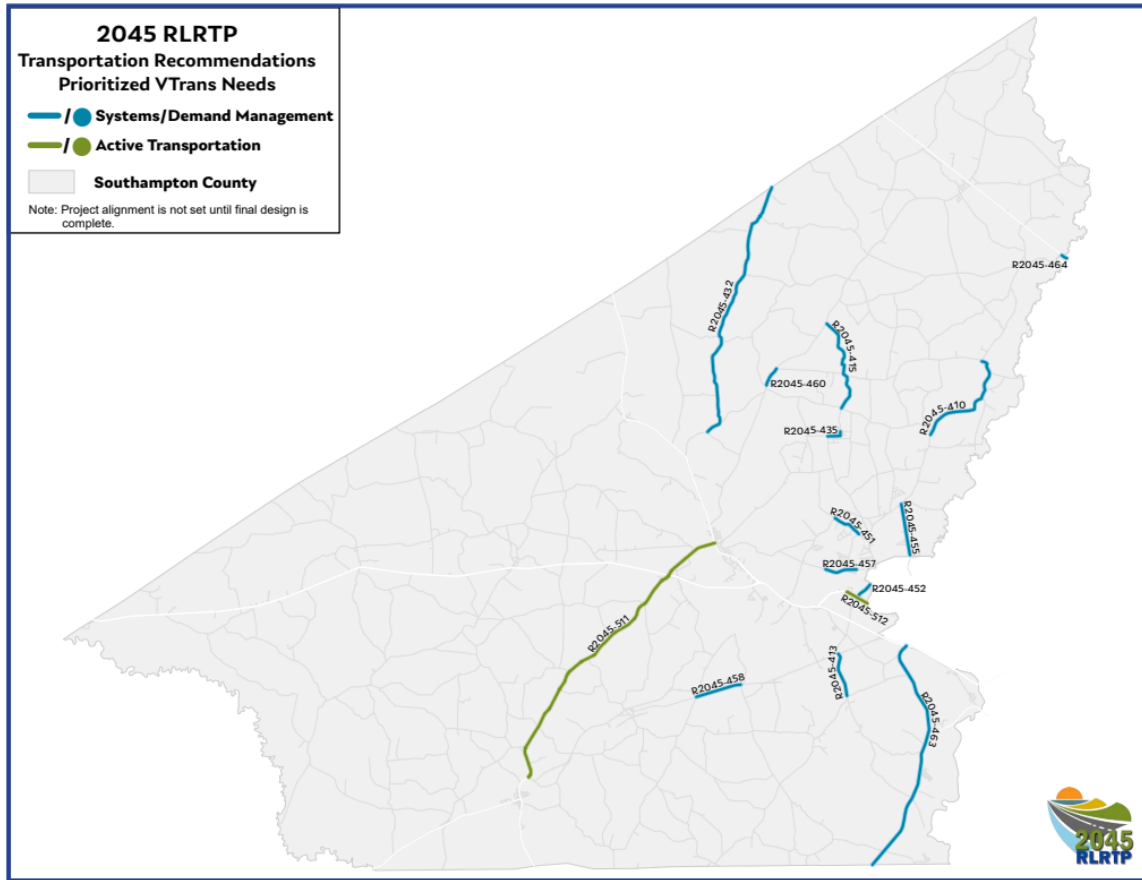 2045 RLRTP
Transportation Recommendations
Prioritized VTrans Needs
/ Systems/Demand Management
/ Active Transportation
Southampton County
Note: Project alignment is not set until final design is
complete.
R2045-464
R2045-432
R2045-415
R2045-460
R2045-410
R2045-435
R2045-455
R2045-451
R2045-457
R2045-452
R2045-512
R2045-511
R2045-413
R2045-458
R2045-463
2045
RLRTP